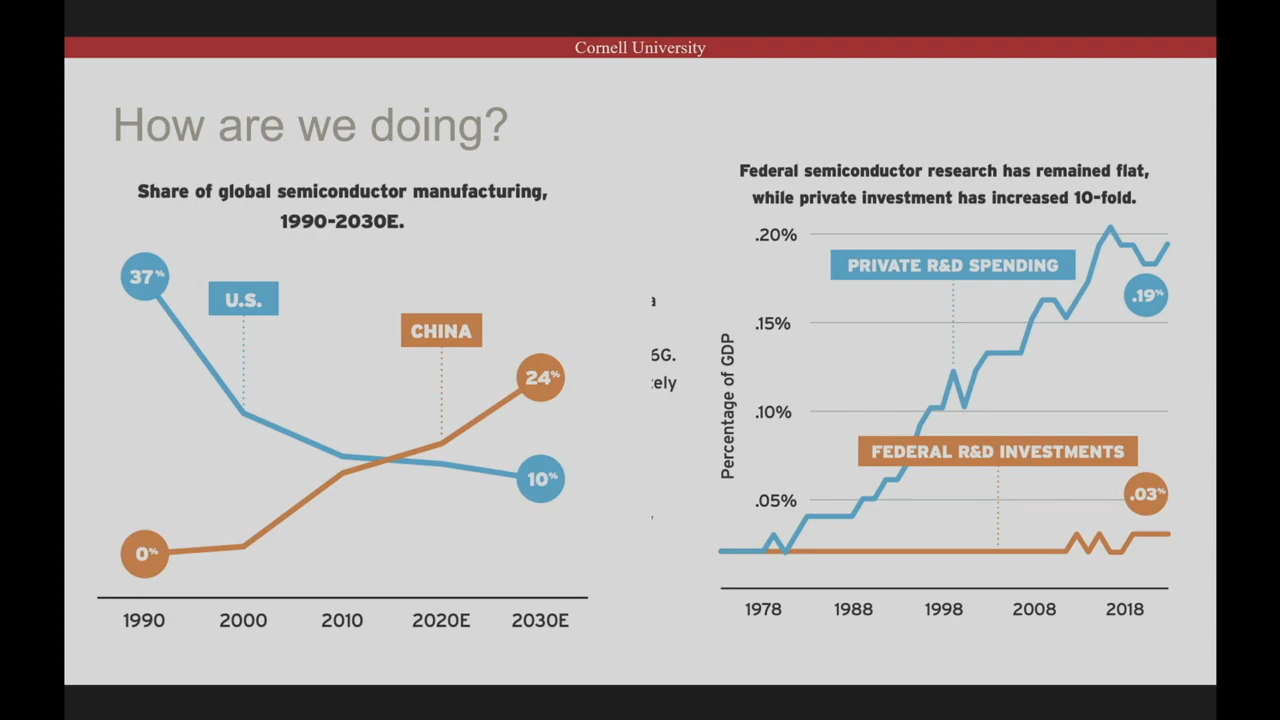 Cornell University
How are we doing?
Share of global semiconductor manufacturing,
1990-2030E.
37%
U.S.
CHINA
24%
10%
0%
1990 2000 2010 2020E 2030E
a
6G.
tely
Federal semiconductor research has remained flat,
while private investment has increased 10-fold.
Percentage of GDP
.20%
PRIVATE R&D SPENDING
.19%
.15%
.10%
FEDERAL R&D INVESTMENTS
.03%
.05%
1978 1988 1998 2008 2018